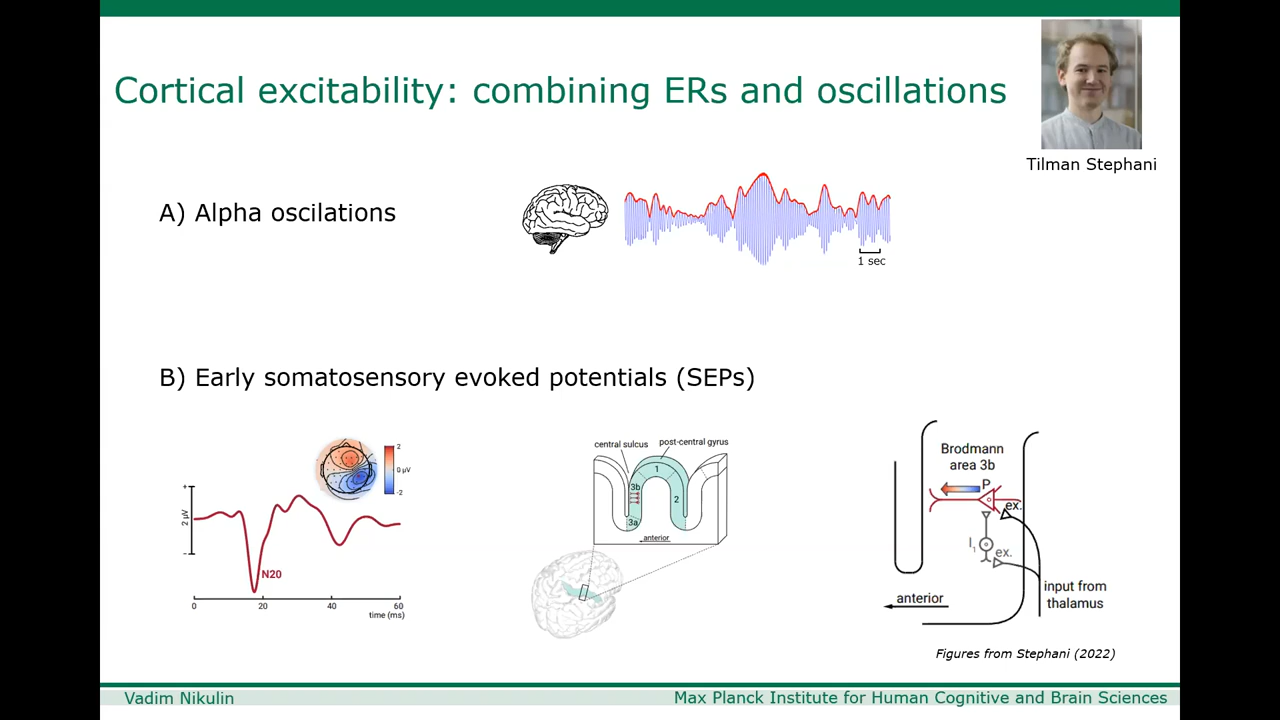 Cortical excitability: combining ERs and oscillations
Tilman Stephani
A) Alpha oscilations
1 sec
B) Early somatosensory evoked potentials (SEPs)
2
0 µV
-2
+
2 µV
-
N20
0
20
40
60
time (ms)
central sulcus
post-central gyrus
1
3b
2
3a
anterior
Brodmann
area 3b
P
ex.
I1
ex.
input from
thalamus
anterior
Figures from Stephani (2022)
Vadim Nikulin
Max Planck Institute for Human Cognitive and Brain Sciences